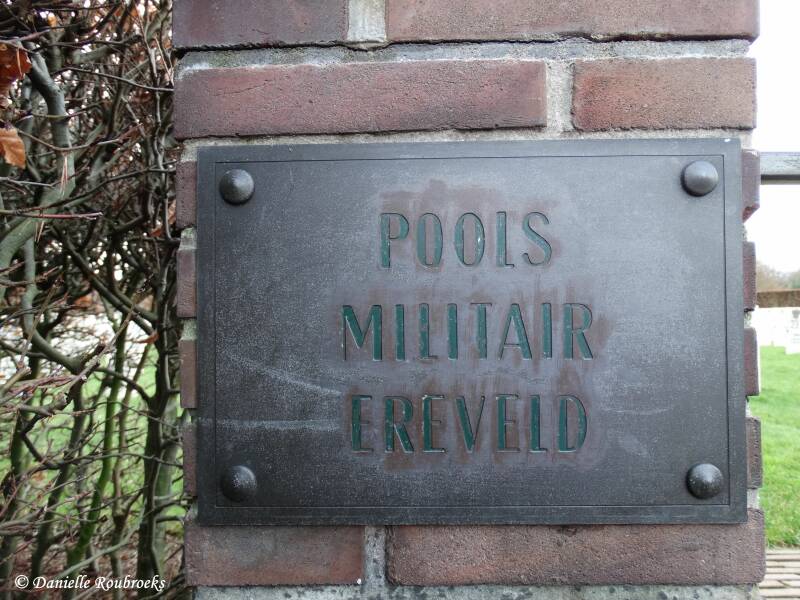 POOLS
MILITAIR
EREVELD
© Danielle Roubroeks